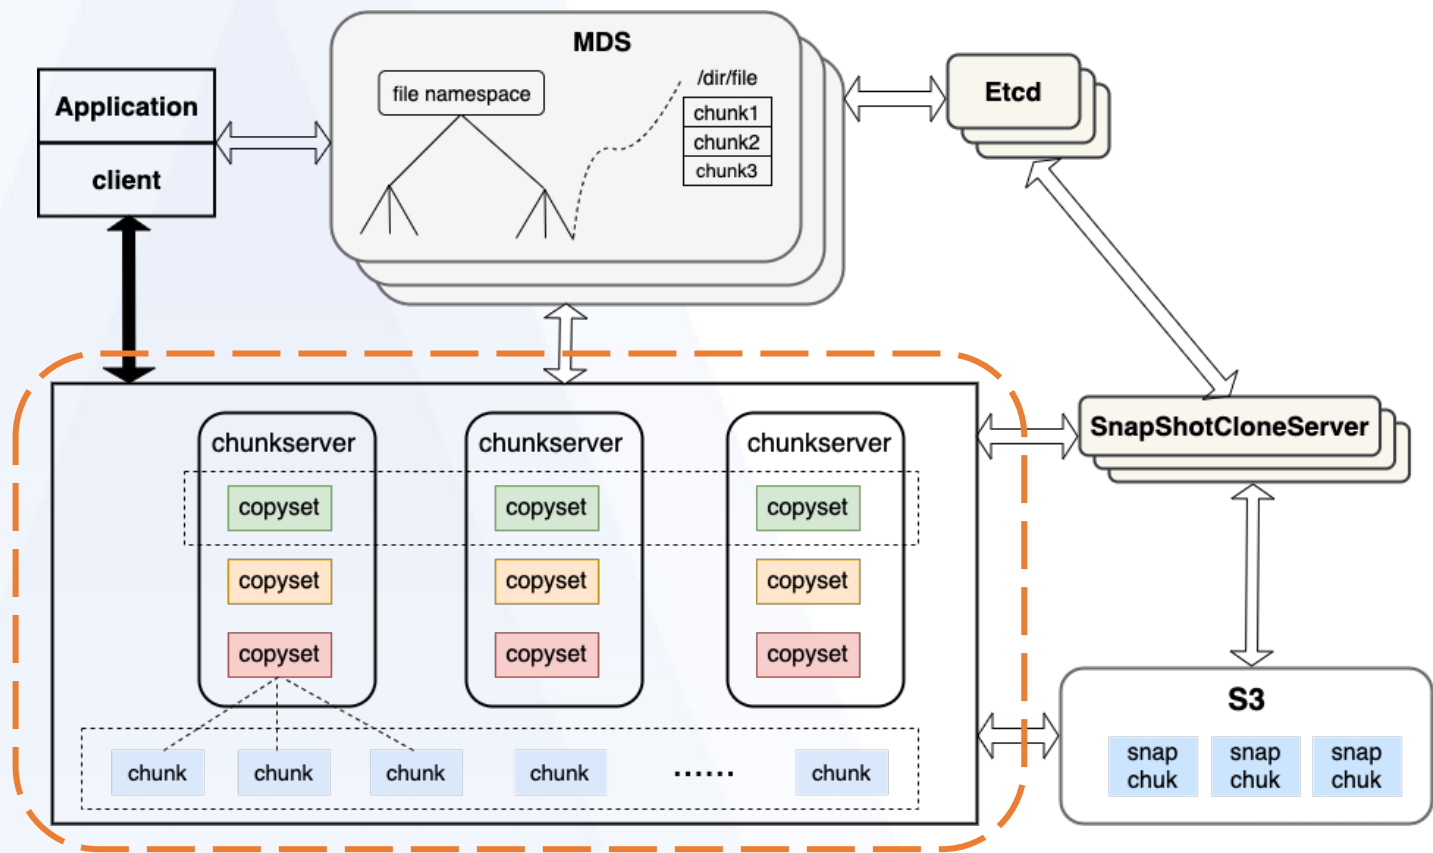 MDS
Application
client
file namespace
/dir/file
chunk1
chunk2
chunk3
Etcd
chunkserver
chunkserver
chunkserver
copyset
copyset
copyset
copyset
copyset
copyset
copyset
copyset
copyset
chunk
chunk
chunk
chunk
......
chunk
SnapShotCloneServer
S3
snap
chuk
snap
chuk
snap
chuk